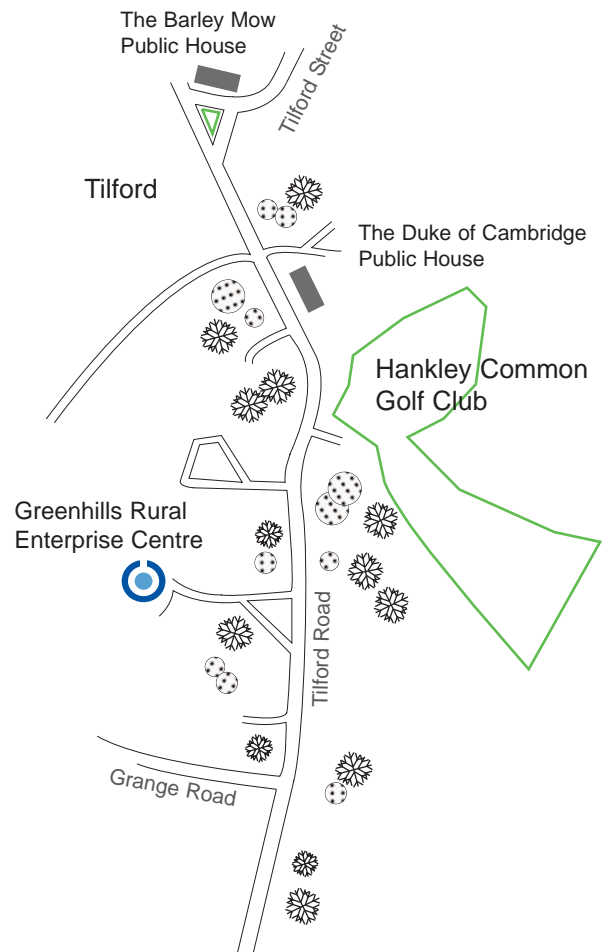 The Barley Mow
Public House
Tilford Street
Tilford
The Duke of Cambridge
Public House
Hankley Common
Golf Club
Greenhills Rural
Enterprise Centre
Tilford Road
Grange Road